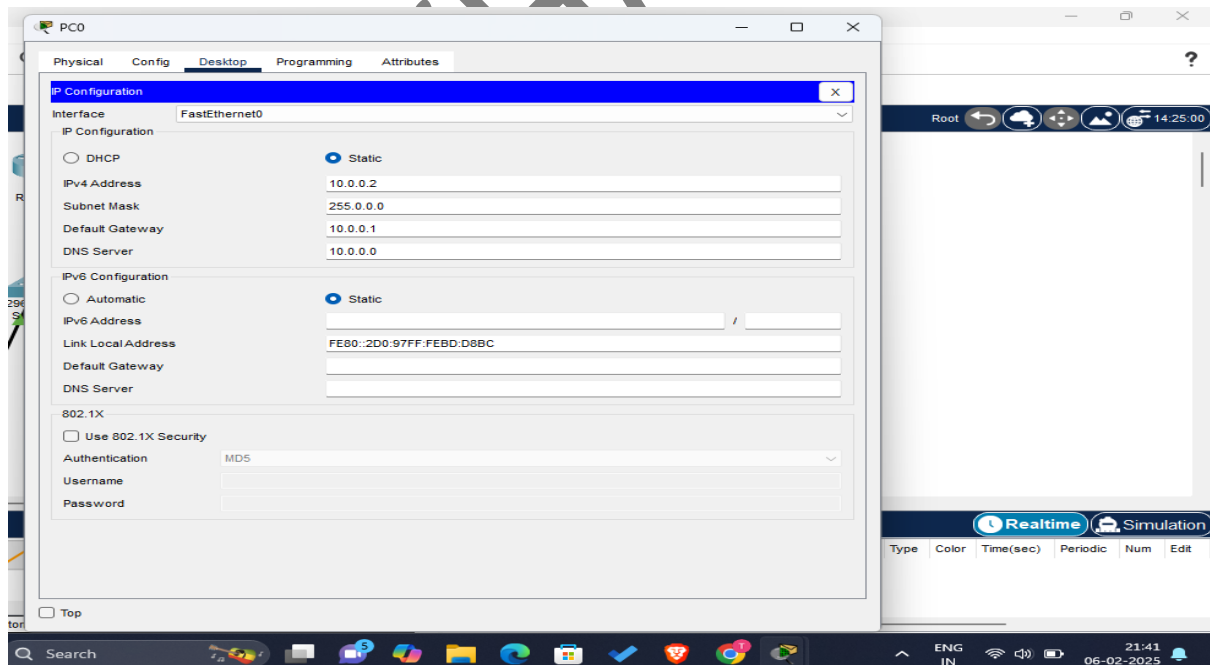 PC0
Physical Config Desktop Programming Attributes
?
IP Configuration
X
Interface FastEthernet0
Root 14:25:00
IP Configuration
DHCP Static
IPv4 Address 10.0.0.2
Subnet Mask 255.0.0.0
Default Gateway 10.0.0.1
DNS Server 10.0.0.0
IPv6 Configuration
Automatic Static
IPv6 Address /
Link Local Address FE80::2D0:97FF:FEBD:D8BC
Default Gateway
DNS Server
802.1X
Use 802.1X Security
Authentication MD5
Username
Password
Realtime Simulation
Type Color Time(sec) Periodic Num Edit
Top
Search 5 ENG 21:41
IN 06-02-2025